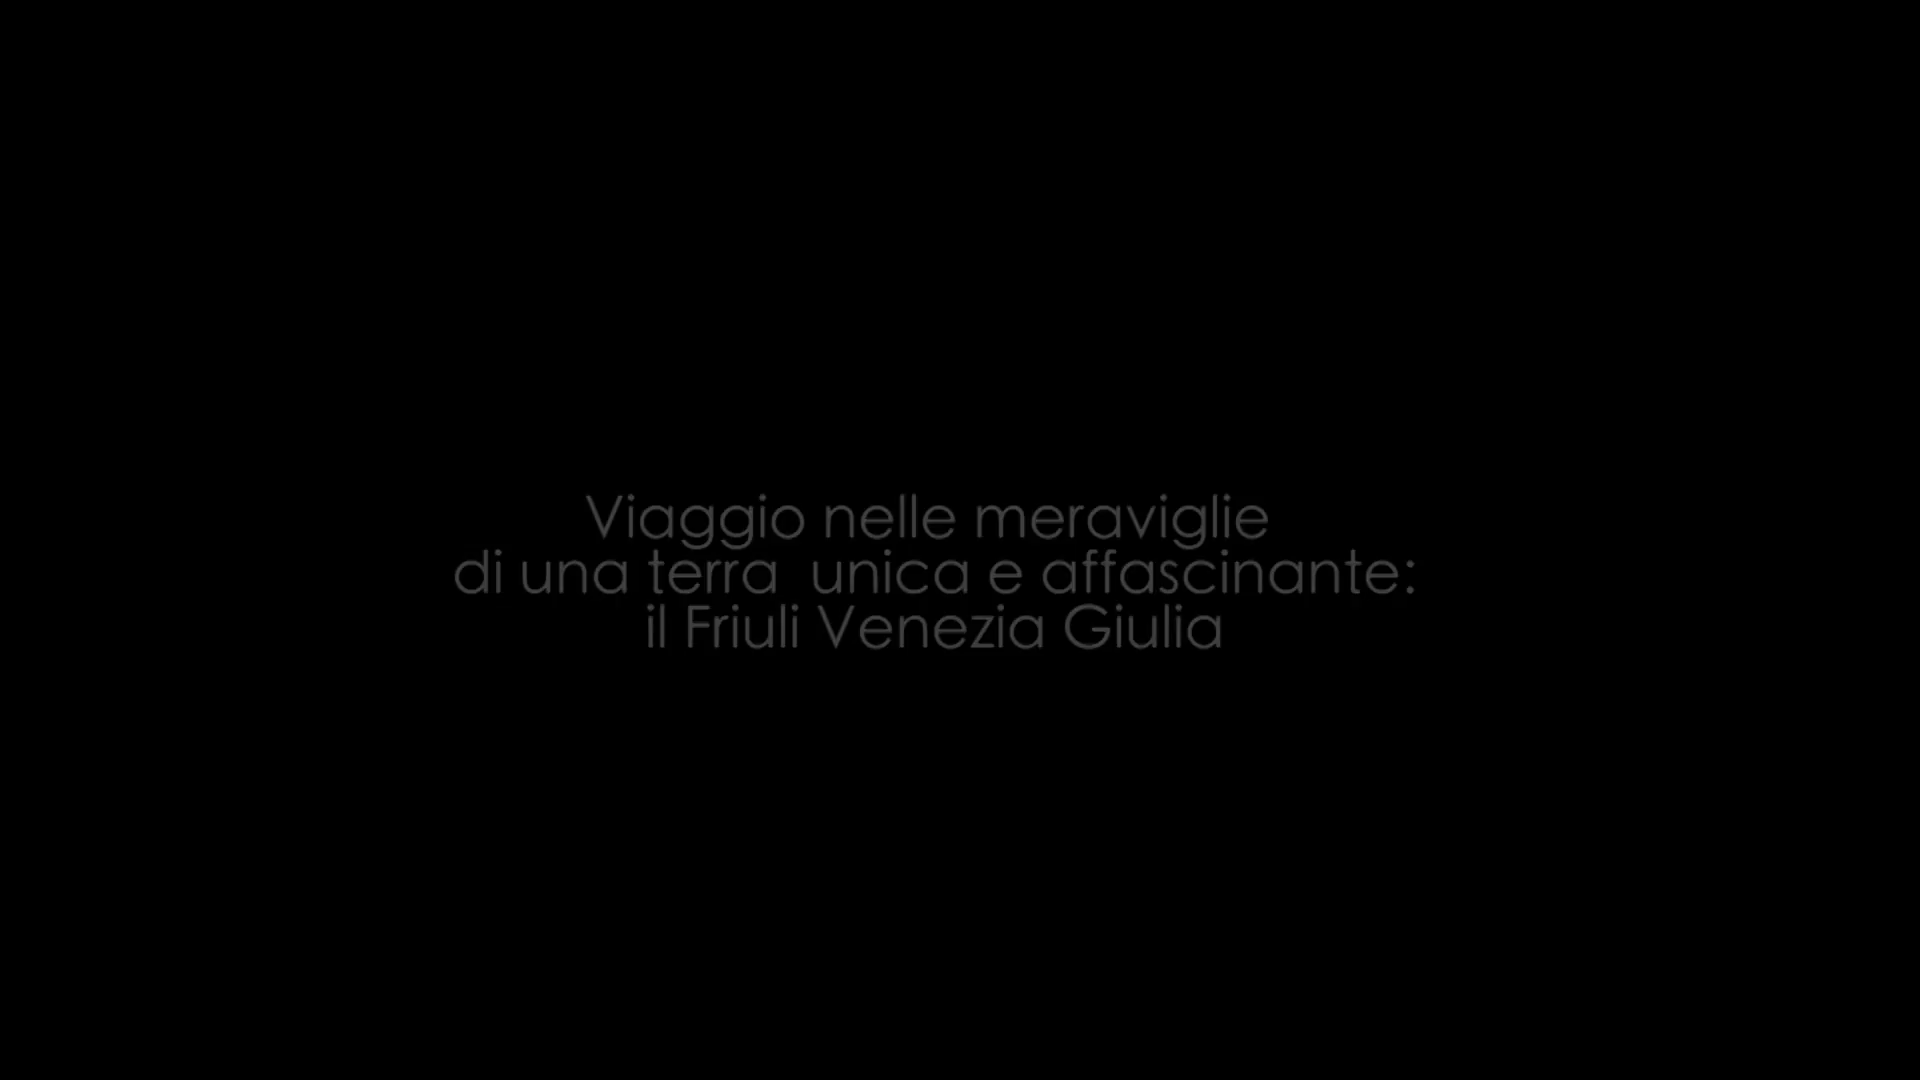 Viaggio nelle meraviglie
di una terra  unica e affascinante:
il Friuli Venezia Giulia